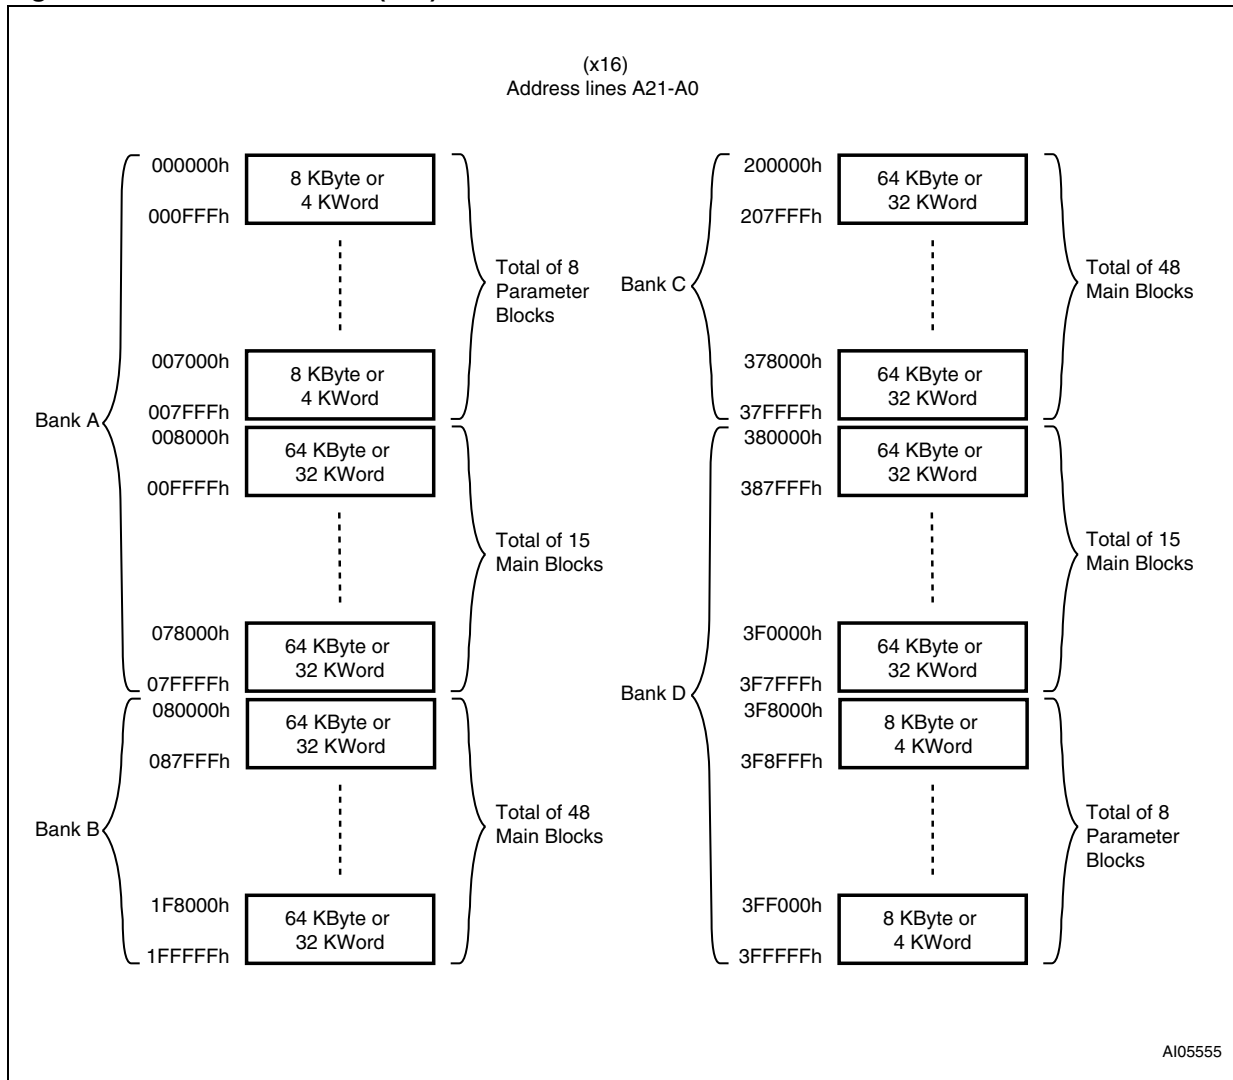 (x16)
Address lines A21-A0
Bank A
000000h
8 KByte or
4 KWord
000FFFh
Total of 8
Parameter
Blocks
007000h
8 KByte or
4 KWord
007FFFh
008000h
64 KByte or
32 KWord
00FFFFh
Total of 15
Main Blocks
078000h
64 KByte or
32 KWord
07FFFFh
Bank B
080000h
64 KByte or
32 KWord
087FFFh
Total of 48
Main Blocks
1F8000h
64 KByte or
32 KWord
1FFFFFh
Bank C
200000h
64 KByte or
32 KWord
207FFFh
Total of 48
Main Blocks
378000h
64 KByte or
32 KWord
37FFFFh
Bank D
380000h
64 KByte or
32 KWord
387FFFh
Total of 15
Main Blocks
3F0000h
64 KByte or
32 KWord
3F7FFFh
3F8000h
8 KByte or
4 KWord
3F8FFFh
Total of 8
Parameter
Blocks
3FF000h
8 KByte or
4 KWord
3FFFFFh
AI05555